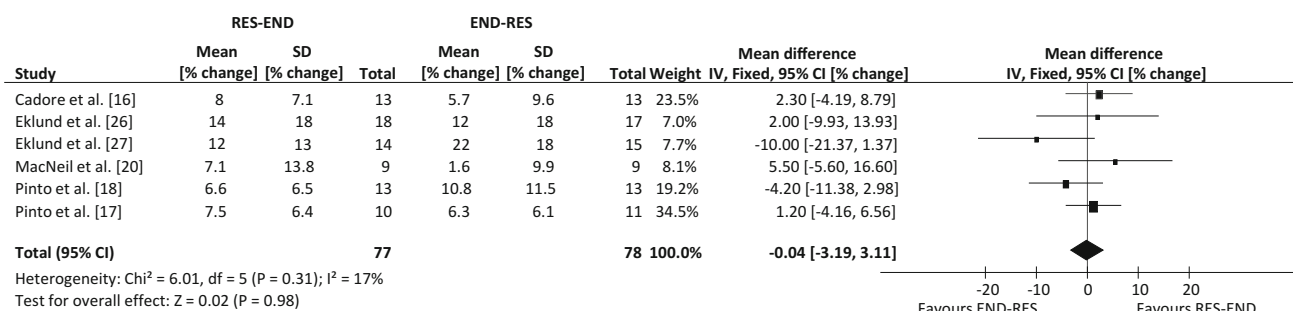 RES-END END-RES
Mean SD Mean SD Mean difference Mean difference
Study [% change] [% change] Total [% change] [% change] Total Weight IV, Fixed, 95% CI [% change] IV, Fixed, 95% CI [% change]
Cadore et al. [16] 8 7.1 13 5.7 9.6 13 23.5% 2.30 [-4.19, 8.79]
Eklund et al. [26] 14 18 18 12 18 17 7.0% 2.00 [-9.93, 13.93]
Eklund et al. [27] 12 13 14 22 18 15 7.7% -10.00 [-21.37, 1.37]
MacNeil et al. [20] 7.1 13.8 9 1.6 9.9 9 8.1% 5.50 [-5.60, 16.60]
Pinto et al. [18] 6.6 6.5 13 10.8 11.5 13 19.2% -4.20 [-11.38, 2.98]
Pinto et al. [17] 7.5 6.4 10 6.3 6.1 11 34.5% 1.20 [-4.16, 6.56]
Total (95% CI) 77 78 100.0% -0.04 [-3.19, 3.11]
Heterogeneity: Chi² = 6.01, df = 5 (P = 0.31); I² = 17%
Test for overall effect: Z = 0.02 (P = 0.98)
-20 -10 0 10 20
Favours END-RES Favours RES-END